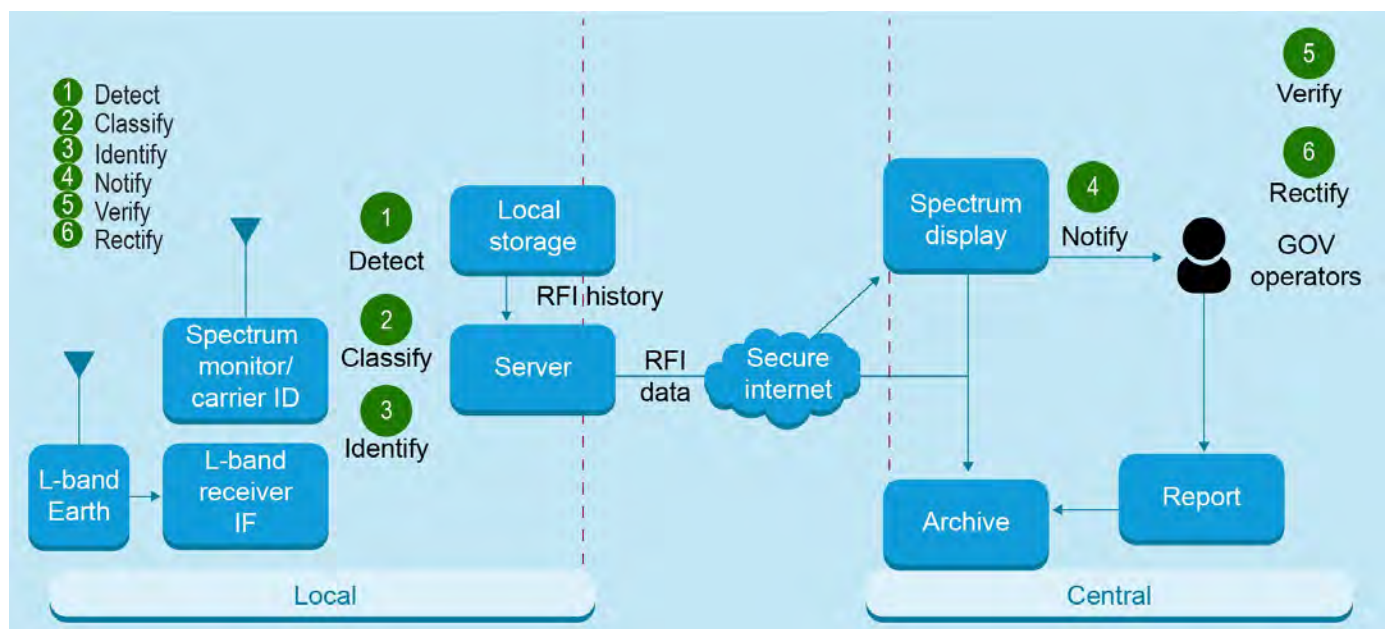 1 Detect
2 Classify
3 Identify
4 Notify
5 Verify
6 Rectify
1
Detect
2
Classify
3
Identify
Local
storage
RFI history
Spectrum
monitor/
carrier ID
Server
RFI
data
Secure
internet
L-band
Earth
L-band
receiver
IF
Spectrum
display
4
Notify
5
Verify
6
Rectify
GOV
operators
Archive
Report
Local
Central